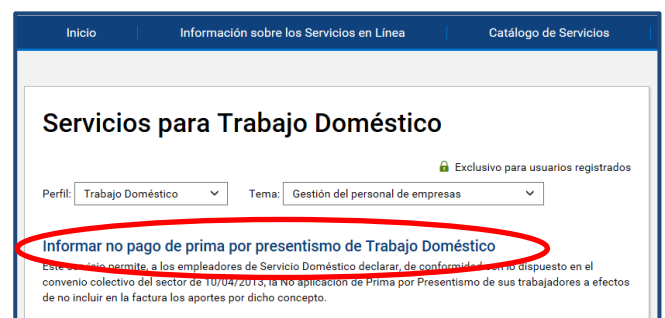 Inicio Información sobre los Servicios en Línea Catálogo de Servicios
Servicios para Trabajo Doméstico
Exclusivo para usuarios registrados
Perfil: Trabajo Doméstico Tema: Gestión del personal de empresas
Informar no pago de prima por presentismo de Trabajo Doméstico
Este servicio permite, a los empleadores de Servicio Doméstico declarar, de conformidad con lo dispuesto en el
convenio colectivo del sector de 10/04/2013, la No aplicación de Prima por Presentismo de sus trabajadores a efectos
de no incluir en la factura los aportes por dicho concepto.